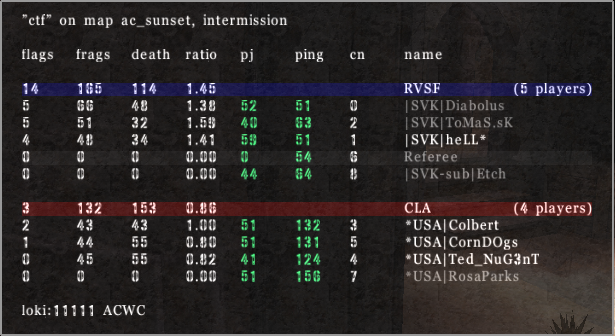 "ctf" on map ac_sunset, intermission
flags frags death ratio pj ping cn name
14 165 114 1.45 RVSF (5 players)
5 66 48 1.38 52 51 0 |SVK|Diabolus
5 51 32 1.59 40 63 2 |SVK|ToMaS.sK
4 48 34 1.41 59 51 1 |SVK|heLL*
0 0 0 0.00 0 54 6 Referee
0 0 0 0.00 44 64 8 |SVK-sub|Etch
3 132 153 0.86 CLA (4 players)
2 43 43 1.00 51 132 3 *USA|Colbert
1 44 55 0.80 51 131 5 *USA|CornDOgs
0 45 55 0.82 41 124 4 *USA|Ted_NuG3nT
0 0 0 0.00 51 156 7 *USA|RosaParks
loki:11111 ACWC